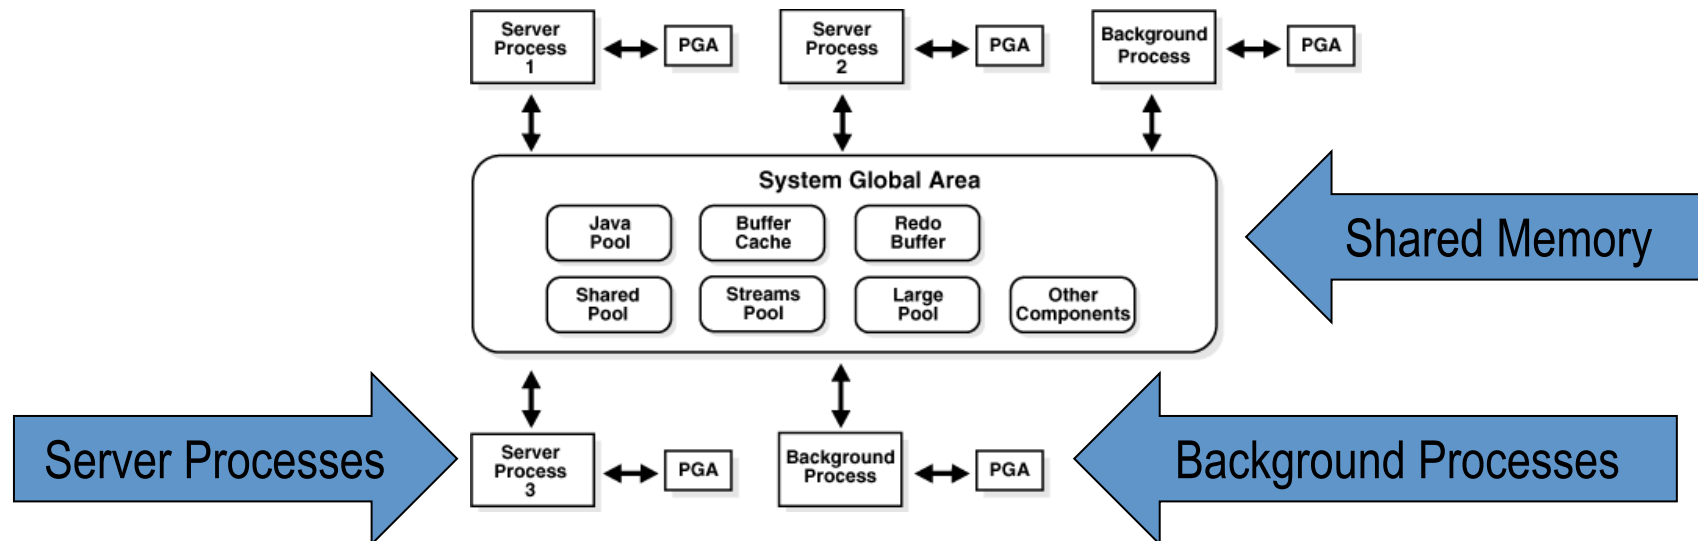 Server
Process
1
PGA
Server
Process
2
PGA
Background
Process
PGA
System Global Area
Java
Pool
Buffer
Cache
Redo
Buffer
Shared
Pool
Streams
Pool
Large
Pool
Other
Components
Shared Memory
Server Processes
Server
Process
3
PGA
Background
Process
PGA
Background Processes